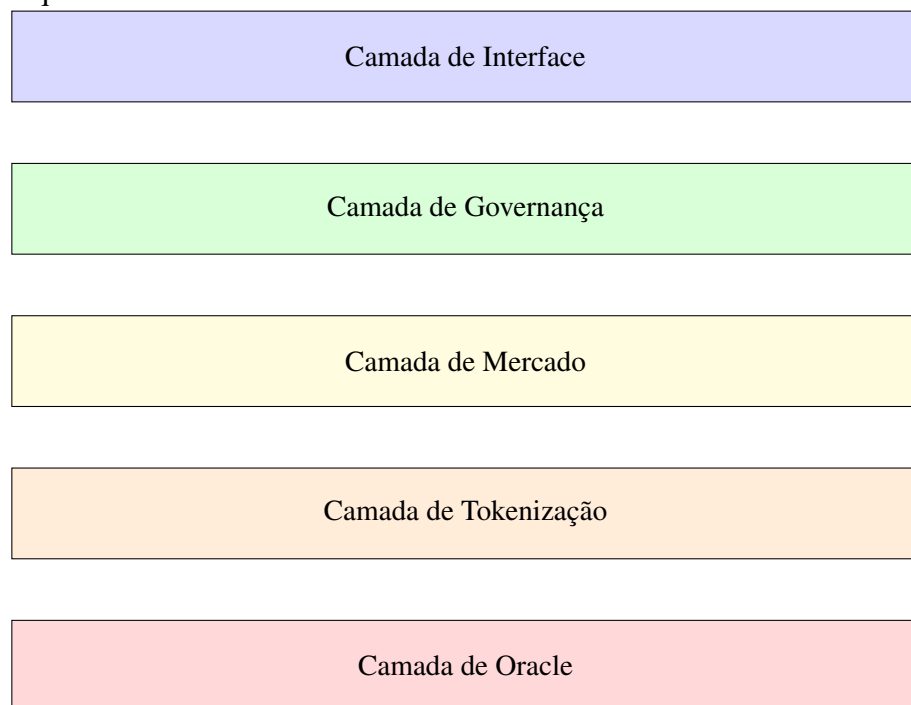 Camada de Interface
Camada de Governança
Camada de Mercado
Camada de Tokenização
Camada de Oracle